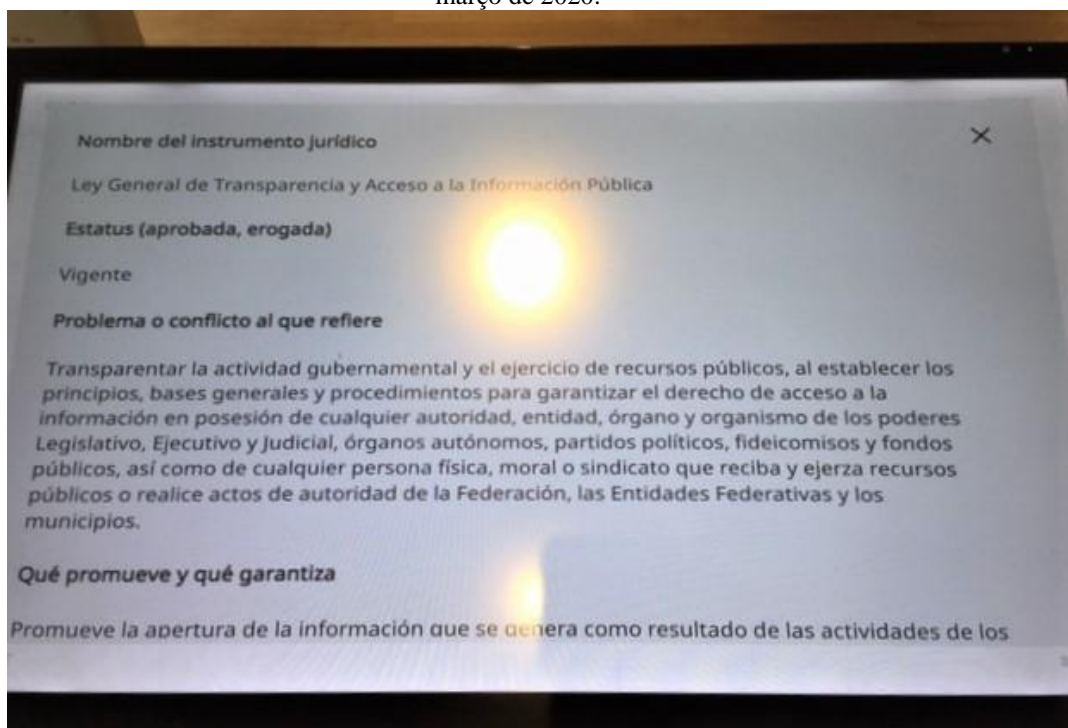 março de 2020.
Nombre del instrumento jurídico
Ley General de Transparencia y Acceso a la Información Pública
Estatus (aprobada, erogada)
Vigente
Problema o conflicto al que refiere
Transparentar la actividad gubernamental y el ejercicio de recursos públicos, al establecer los
principios, bases generales y procedimientos para garantizar el derecho de acceso a la
información en posesión de cualquier autoridad, entidad, órgano y organismo de los poderes
Legislativo, Ejecutivo y Judicial, órganos autónomos, partidos políticos, fideicomisos y fondos
públicos, así como de cualquier persona física, moral o sindicato que reciba y ejerza recursos
públicos o realice actos de autoridad de la Federación, las Entidades Federativas y los
municipios.
Qué promueve y qué garantiza
Promueve la apertura de la información que se genera como resultado de las actividades de los